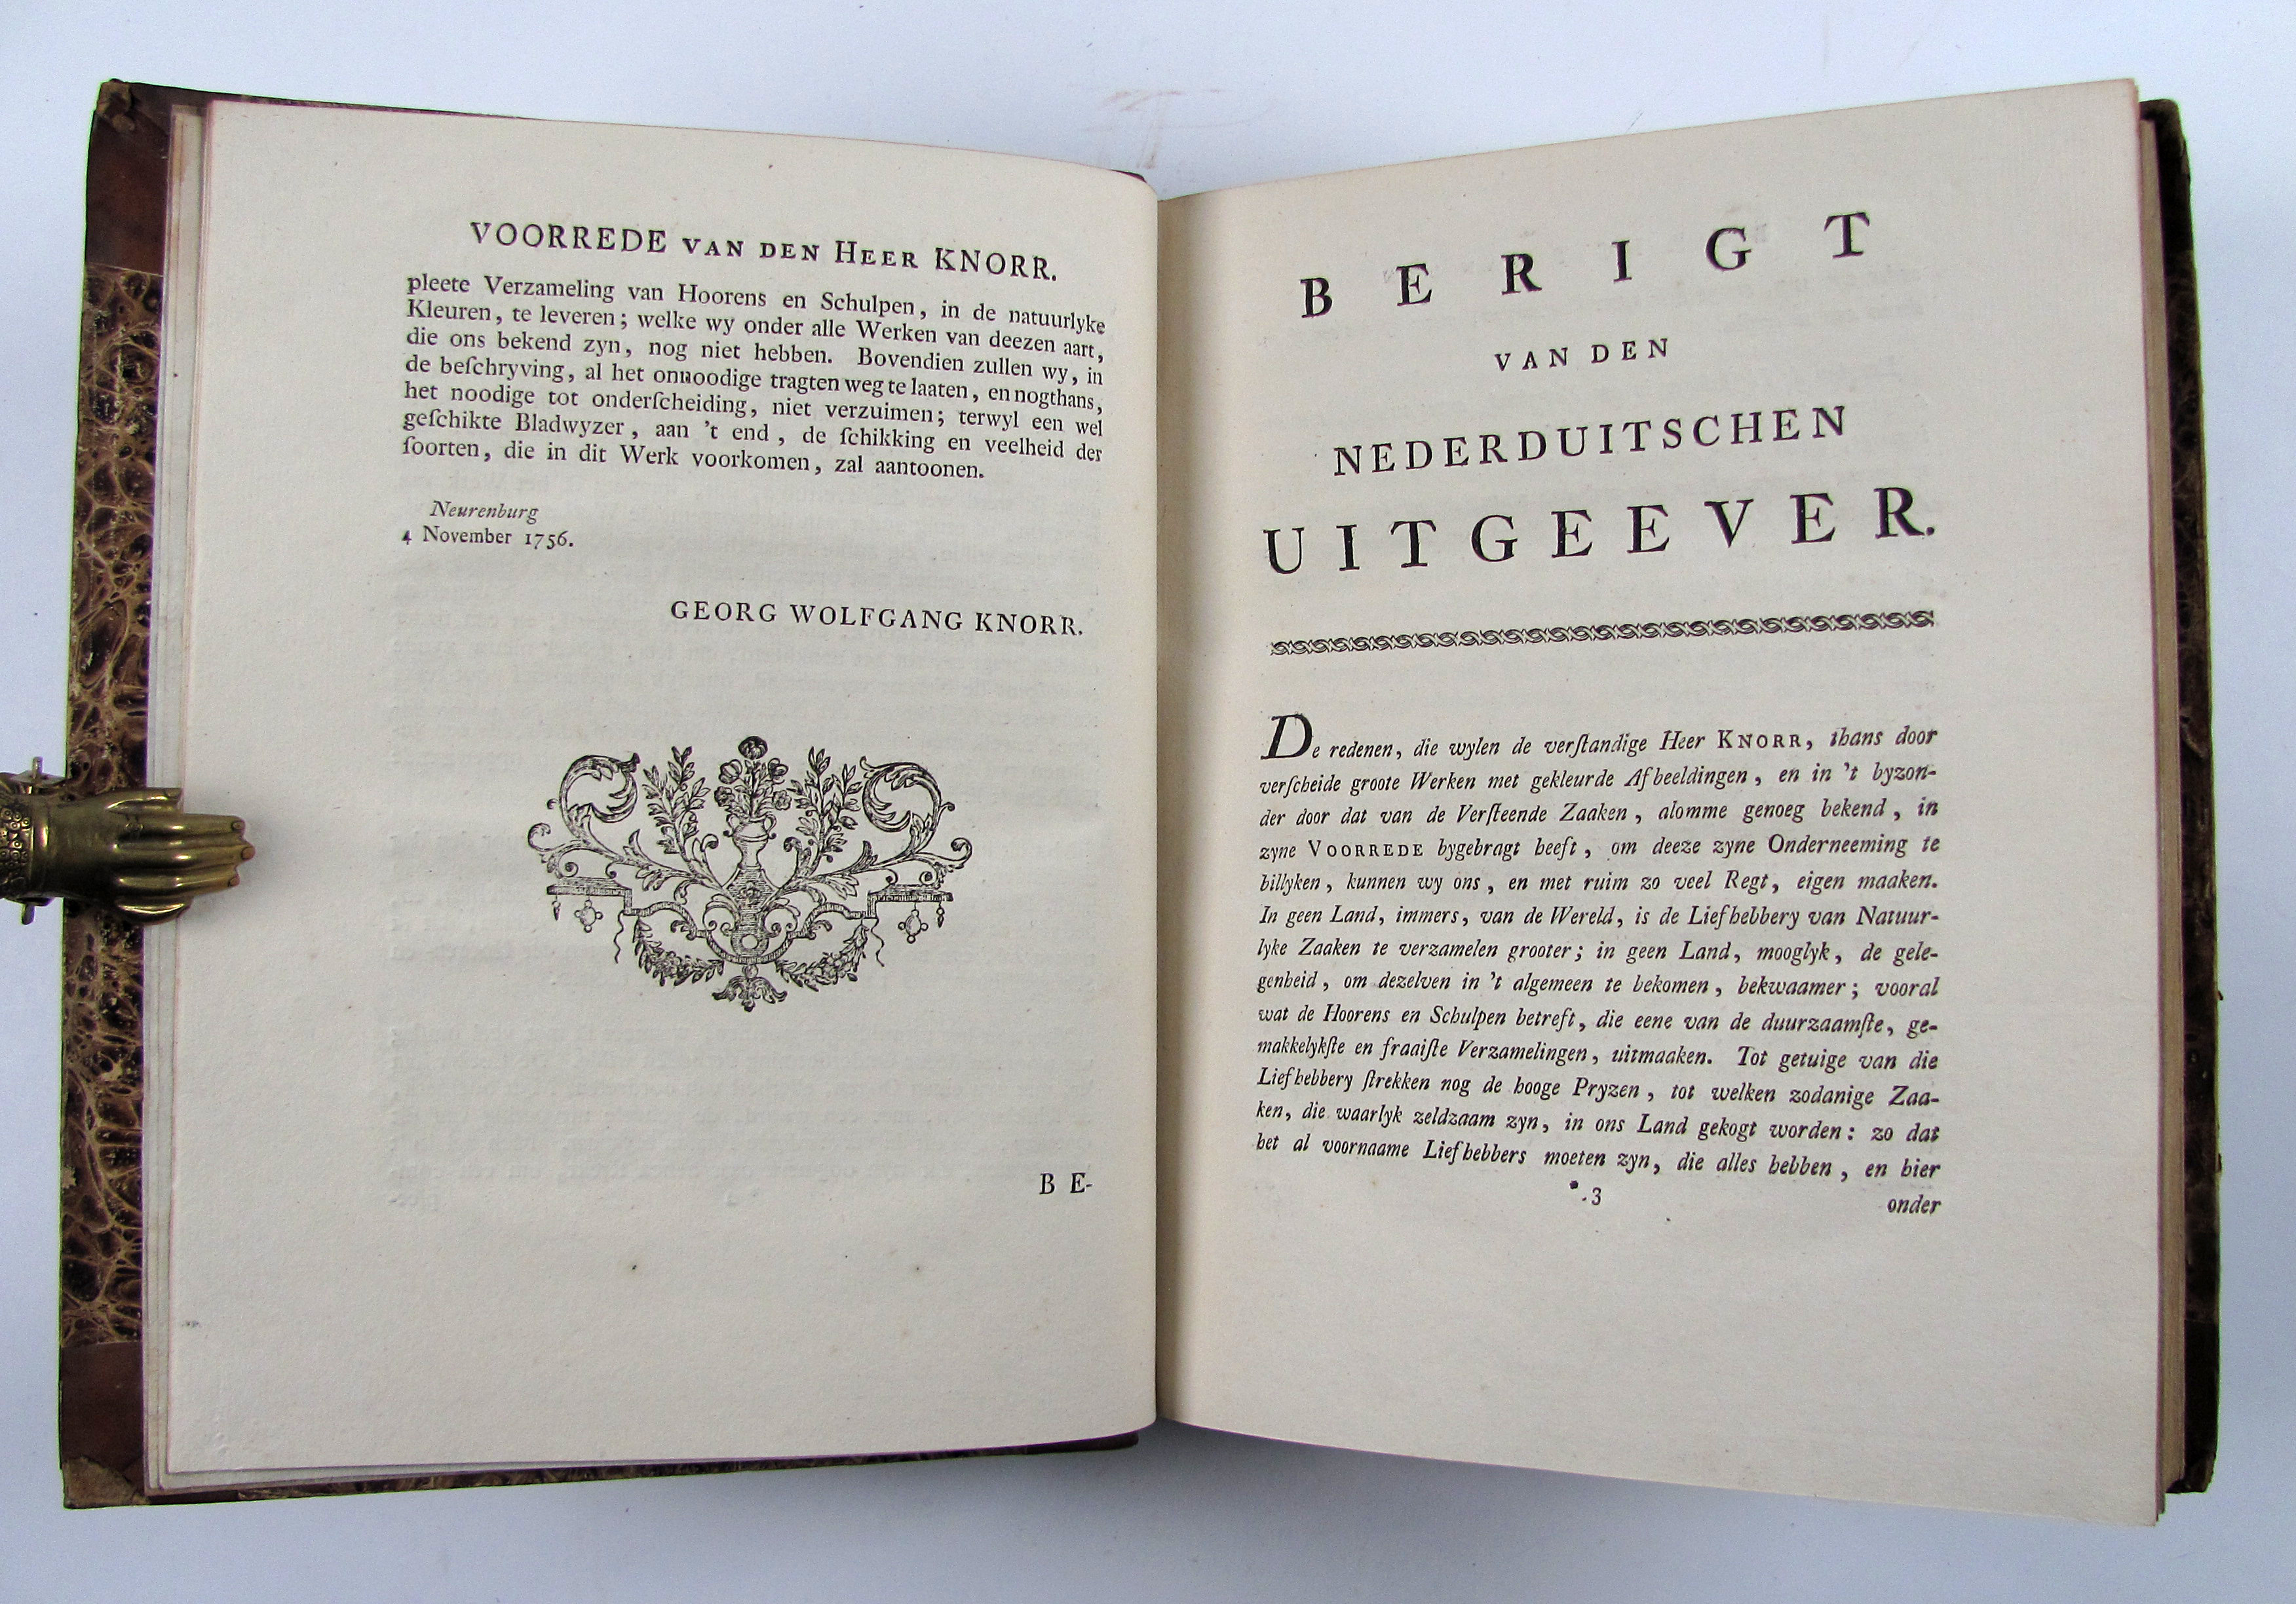 VOORREDE VAN DEN HEER KNORR.
pleete Verzameling van Hoorens en Schulpen, in de natuurlyke
Kleuren, te leveren; welke wy onder alle Werken van deezen aart,
die ons bekend zyn, nog niet hebben. Bovendien zullen wy, in
de beſchryving, al het onnoodige tragten weg te laaten, en nogthans,
het noodige tot onderſcheiding, niet verzuimen; terwyl een wel
geſchikte Bladwyzer, aan 't end, de ſchikking en veelheid der
ſoorten, die in dit Werk voorkomen, zal aantoonen.
Neurenburg
4 November 1756.
GEORG WOLFGANG KNORR.
B E-
BERIGT
VAN DEN
NEDERDUITSCHEN
UITGEEVER.
De redenen, die wylen de verſtandige Heer KNORR, thans door
verſcheide groote Werken met gekleurde Afbeeldingen, en in 't byzon-
der door dat van de Verſteende Zaaken, alomme genoeg bekend, in
zyne VOORREDE bygebragt heeft, om deeze zyne Onderneeming te
billyken, kunnen wy ons, en met ruim zo veel Regt, eigen maaken.
In geen Land, immers, van de Wereld, is de Liefhebbery van Natuur-
lyke Zaaken te verzamelen grooter; in geen Land, mooglyk, de gele-
genheid, om dezelven in 't algemeen te bekomen, bekwaamer; vooral
wat de Hoorens en Schulpen betreft, die eene van de duurzaamſte, ge-
makkelykſte en fraaiſte Verzamelingen, uitmaaken. Tot getuige van die
Liefhebbery ſtrekken nog de hooge Pryzen, tot welken zodanige Zaa-
ken, die waarlyk zeldzaam zyn, in ons Land gekogt worden: zo dat
het al voornaame Liefhebbers moeten zyn, die alles hebben, en hier
* 3
onder